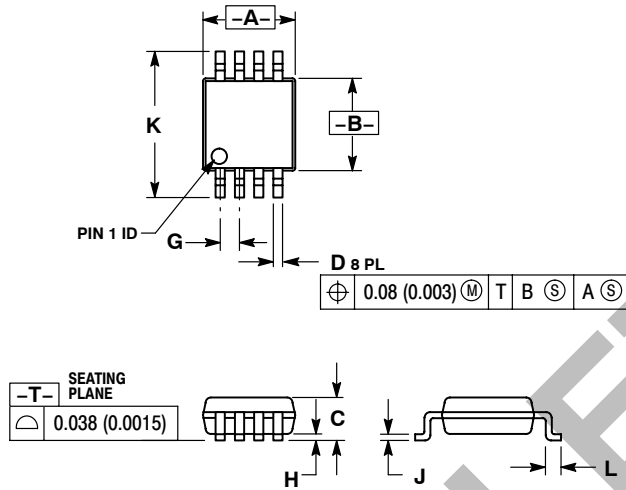 –A–
K
–B–
PIN 1 ID
G
D 8 PL
⌖ 0.08 (0.003) Ⓜ T B Ⓢ A Ⓢ
–T– SEATING PLANE
⌓ 0.038 (0.0015)
C
H
J
L